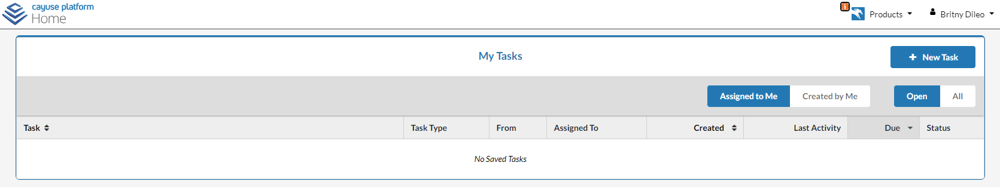 cayuse platform
Home
i
Products
Britny Dileo
My Tasks
New Task
Assigned to Me
Created by Me
Open
All
Task
Task Type
From
Assigned To
Created
Last Activity
Due
Status
No Saved Tasks